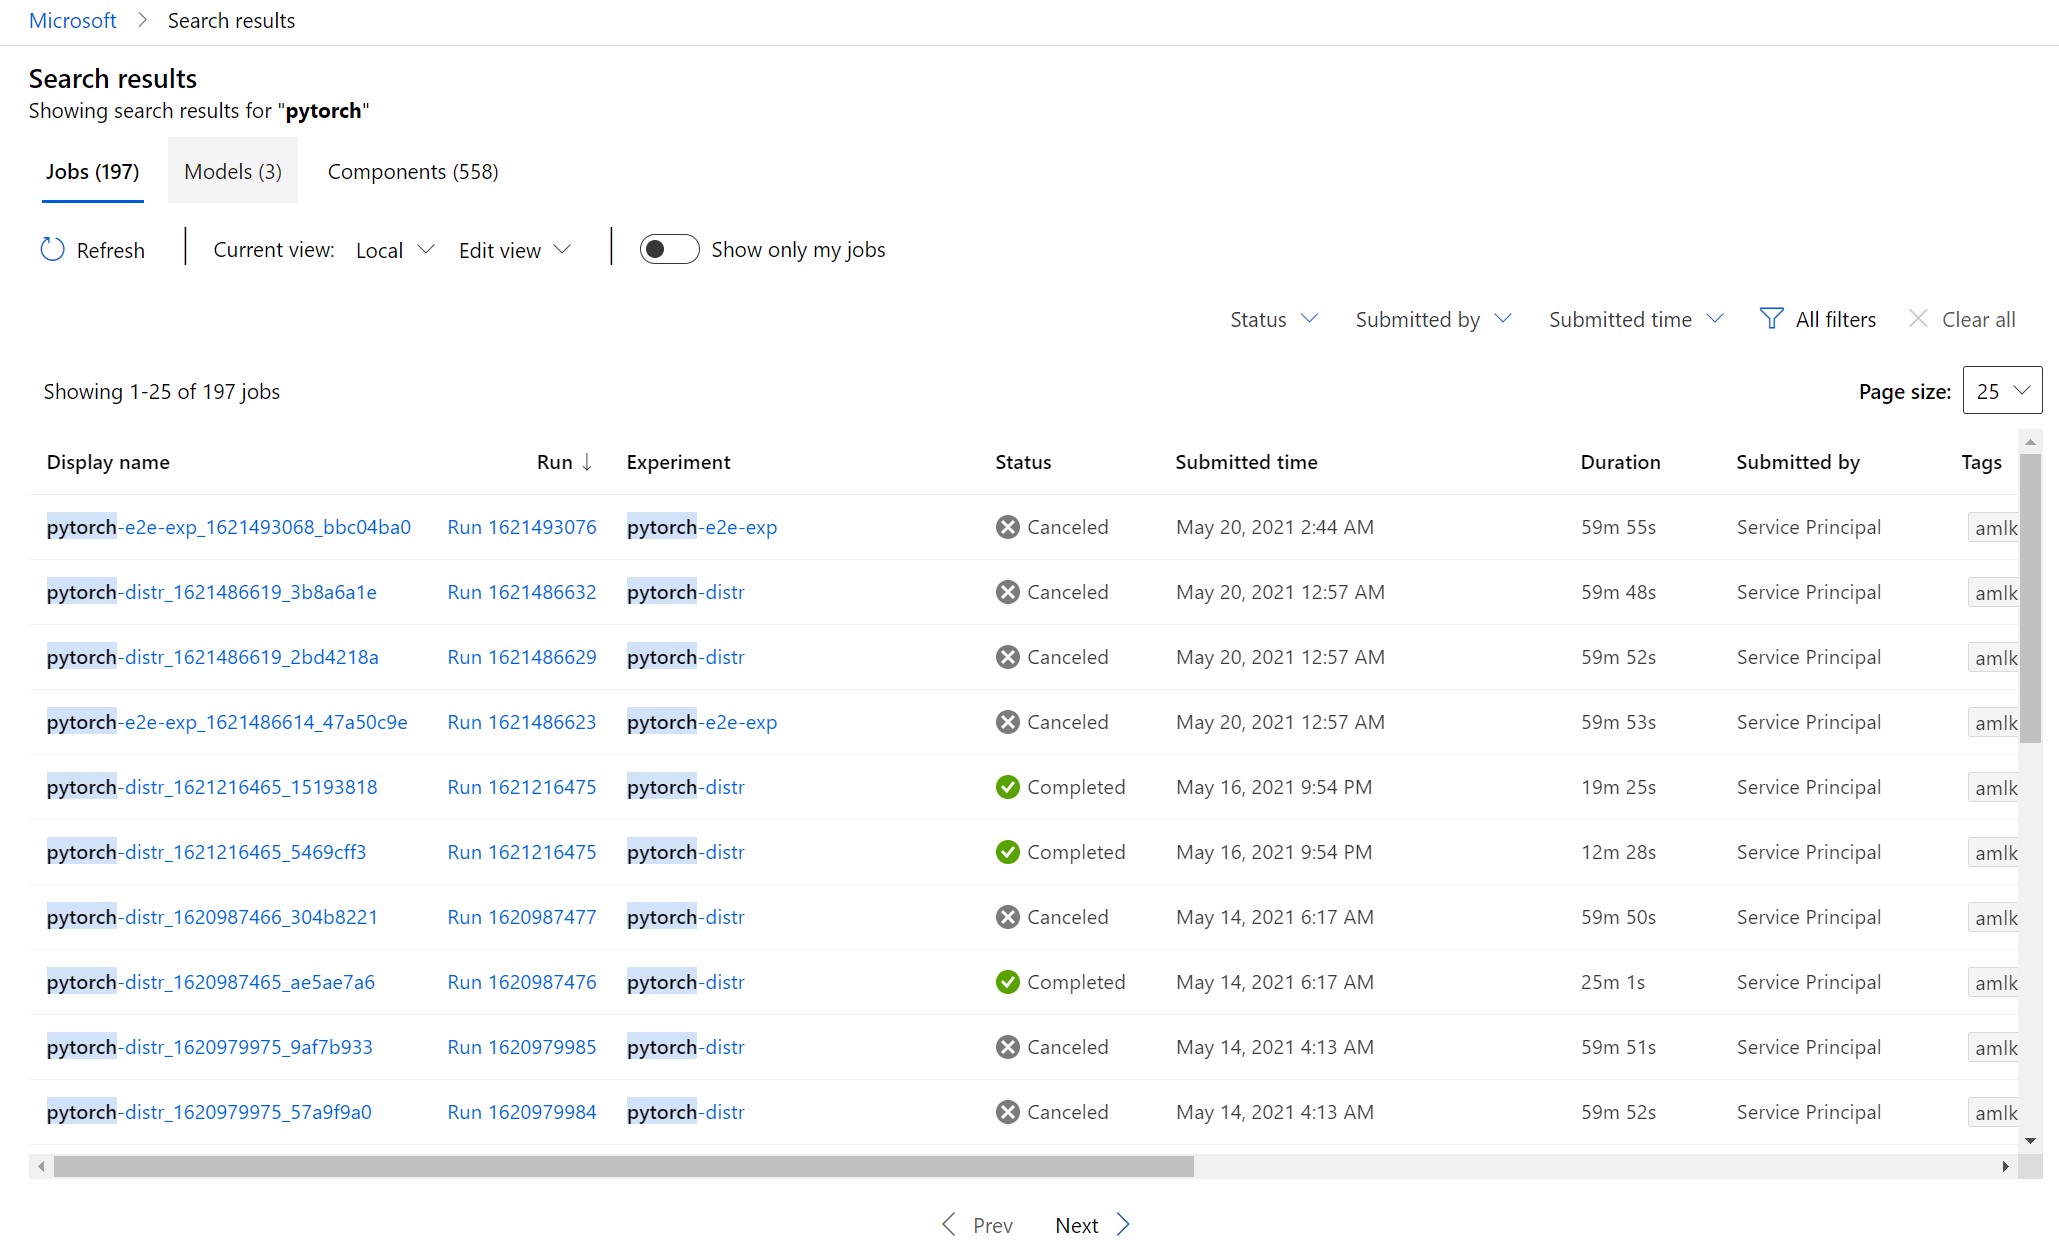 Microsoft > Search results
Search results
Showing search results for "pytorch"
Jobs (197) Models (3) Components (558)
Refresh Current view: Local Edit view Show only my jobs
Status Submitted by Submitted time All filters Clear all
Showing 1-25 of 197 jobs Page size: 25
Display name Run ↓ Experiment Status Submitted time Duration Submitted by Tags
pytorch-e2e-exp_1621493068_bbc04ba0 Run 1621493076 pytorch-e2e-exp Canceled May 20, 2021 2:44 AM 59m 55s Service Principal amlk
pytorch-distr_1621486619_3b8a6a1e Run 1621486632 pytorch-distr Canceled May 20, 2021 12:57 AM 59m 48s Service Principal amlk
pytorch-distr_1621486619_2bd4218a Run 1621486629 pytorch-distr Canceled May 20, 2021 12:57 AM 59m 52s Service Principal amlk
pytorch-e2e-exp_1621486614_47a50c9e Run 1621486623 pytorch-e2e-exp Canceled May 20, 2021 12:57 AM 59m 53s Service Principal amlk
pytorch-distr_1621216465_15193818 Run 1621216475 pytorch-distr Completed May 16, 2021 9:54 PM 19m 25s Service Principal amlk
pytorch-distr_1621216465_5469cff3 Run 1621216475 pytorch-distr Completed May 16, 2021 9:54 PM 12m 28s Service Principal amlk
pytorch-distr_1620987466_304b8221 Run 1620987477 pytorch-distr Canceled May 14, 2021 6:17 AM 59m 50s Service Principal amlk
pytorch-distr_1620987465_ae5ae7a6 Run 1620987476 pytorch-distr Completed May 14, 2021 6:17 AM 25m 1s Service Principal amlk
pytorch-distr_1620979975_9af7b933 Run 1620979985 pytorch-distr Canceled May 14, 2021 4:13 AM 59m 51s Service Principal amlk
pytorch-distr_1620979975_57a9f9a0 Run 1620979984 pytorch-distr Canceled May 14, 2021 4:13 AM 59m 52s Service Principal amlk
Prev Next